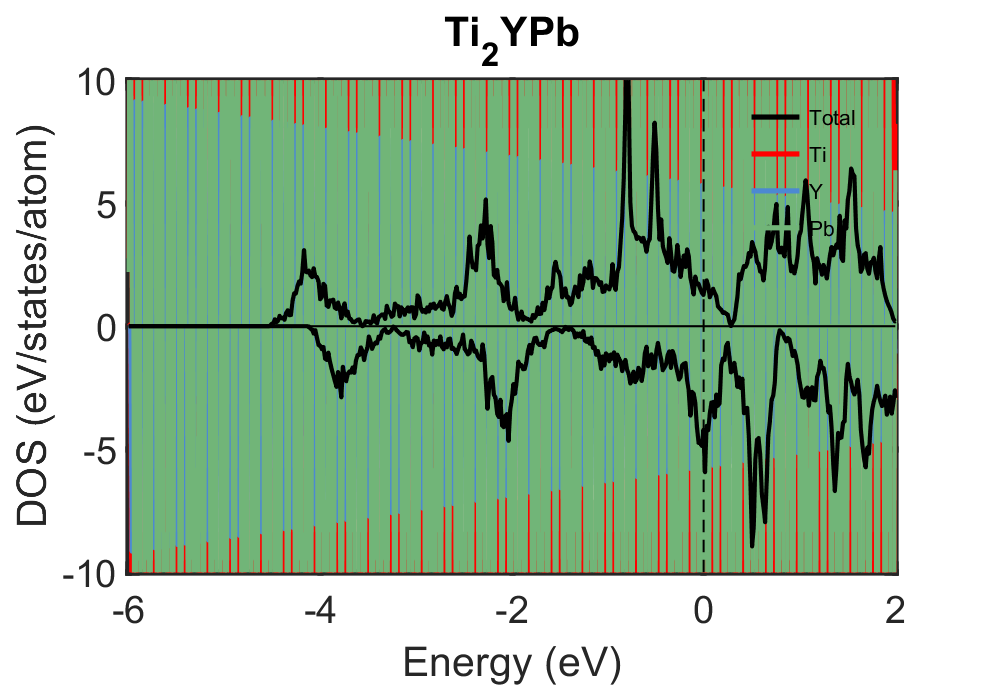 Ti2YPb
DOS (eV/states/atom)
10
5
0
-5
-10
Total
Ti
Y
Pb
-6
-4
-2
0
2
Energy (eV)